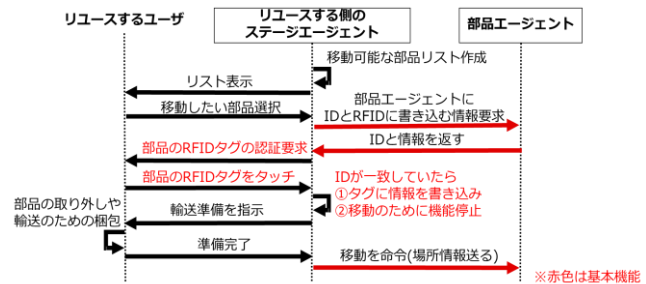 リユースするユーザ
リユースする側の
ステージエージェント
部品エージェント
移動可能な部品リスト作成
リスト表示
移動したい部品選択
部品エージェントに
IDとRFIDに書き込む情報要求
IDと情報を返す
部品のRFIDタグの認証要求
部品のRFIDタグをタッチ
IDが一致していたら
①タグに情報を書き込み
②移動のために機能停止
部品の取り外しや
輸送のための梱包
輸送準備を指示
準備完了
移動を命令(場所情報送る)
※赤色は基本機能